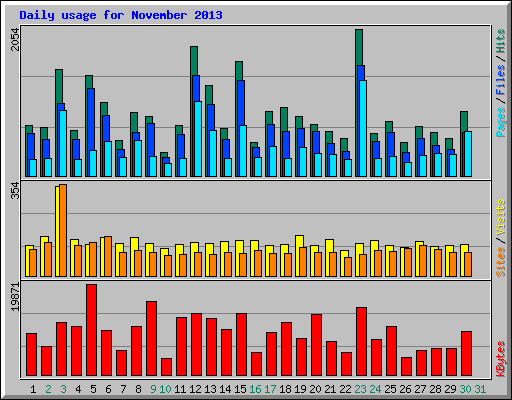 Daily usage for November 2013
2054
Pages / Files / Hits
354
Sites / Visits
19871
KBytes
1 2 3 4 5 6 7 8 9 10 11 12 13 14 15 16 17 18 19 20 21 22 23 24 25 26 27 28 29 30 31